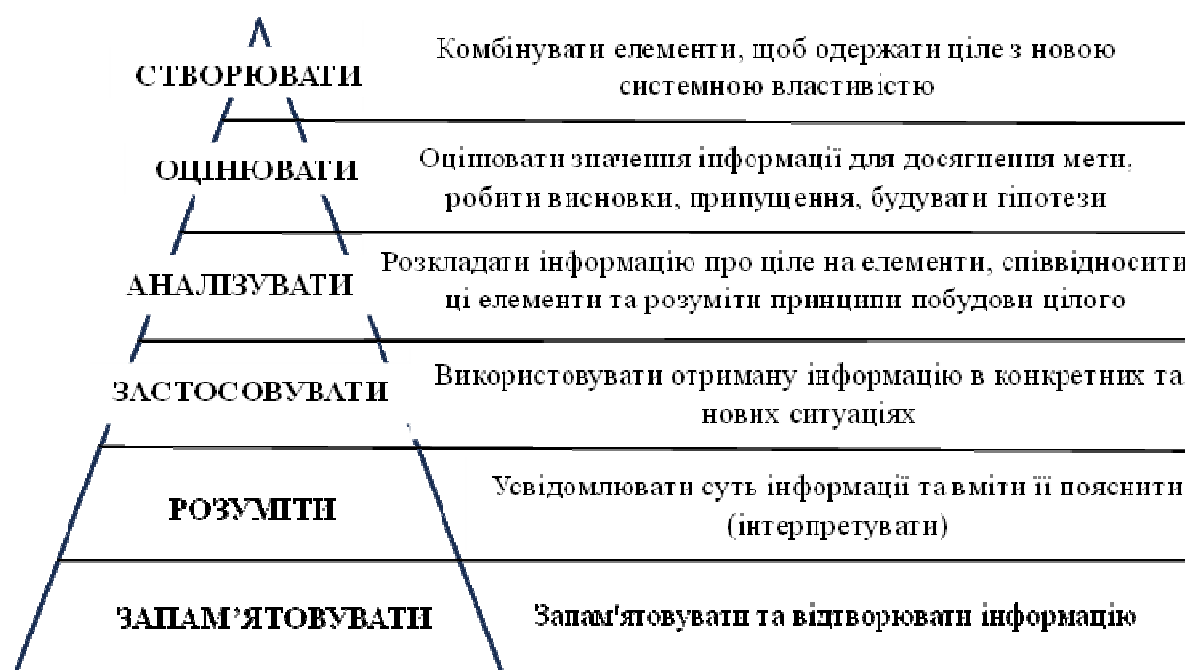 СТВОРЮВАТИ
Комбінувати елементи, щоб одержати ціле з новою
системною властивістю
ОЦІНЮВАТИ
Оцінювати значення інформації для досягнення мети,
робити висновки, припущення, будувати гіпотези
АНАЛІЗУВАТИ
Розкладати інформацію про ціле на елементи, співвідносити
ці елементи та розуміти принципи побудови цілого
ЗАСТОСОВУВАТИ
Використовувати отриману інформацію в конкретних та
нових ситуаціях
РОЗУМІТИ
Усвідомлювати суть інформації та вміти її пояснити
(інтерпретувати)
ЗАПАМ’ЯТОВУВАТИ
Запам'ятовувати та відтворювати інформацію